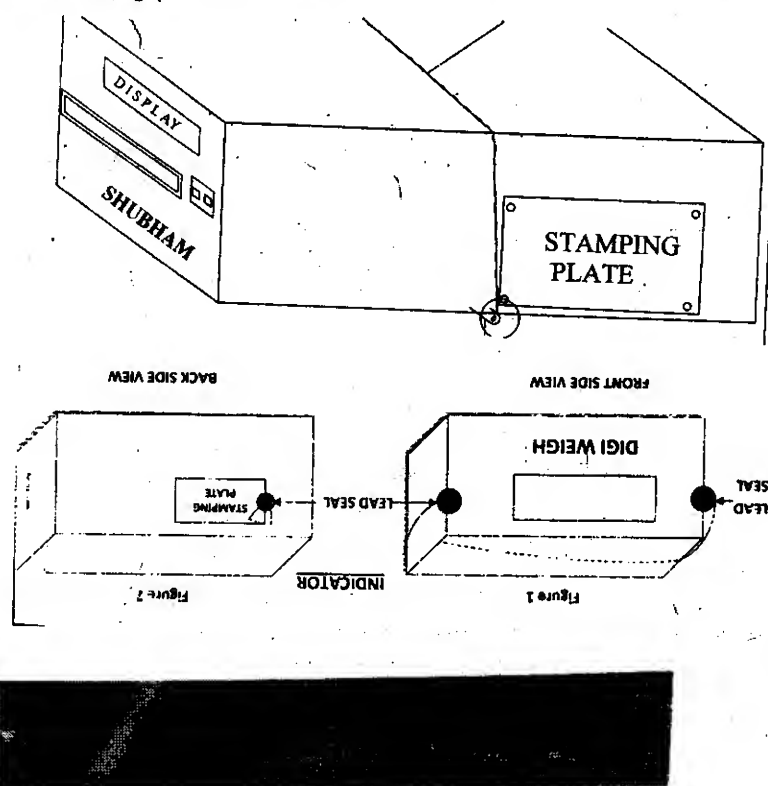 DISPLAY
SHUBHAM
STAMPING
PLATE
Figure 1
Figure 2
INDICATOR
LEAD
SEAL
LEAD SEAL
STAMPING
PLATE
DIGI WEIGH
FRONT SIDE VIEW
BACK SIDE VIEW